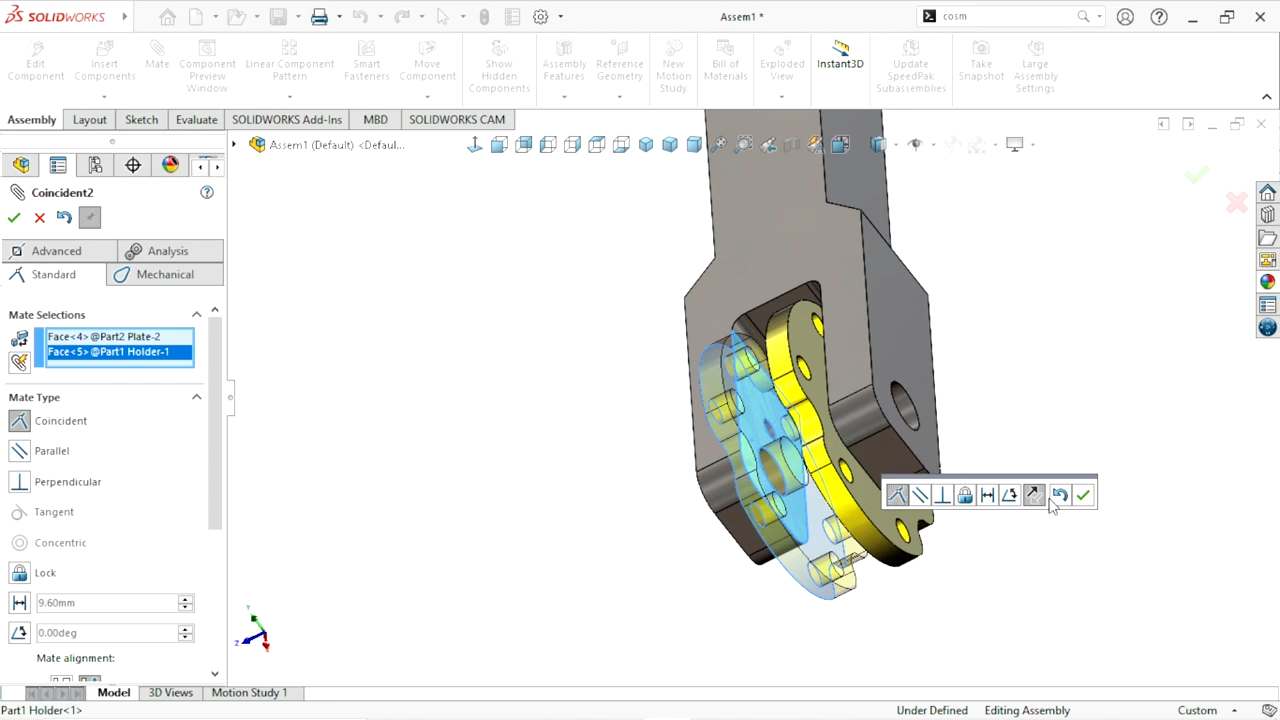 SOLIDWORKS
Assem1 *
cosm
Edit Component
Insert Components
Mate
Component Preview Window
Linear Component Pattern
Smart Fasteners
Move Component
Show Hidden Components
Assembly Features
Reference Geometry
New Motion Study
Bill of Materials
Exploded View
Instant3D
Update SpeedPak Subassemblies
Take Snapshot
Large Assembly Settings
Assembly
Layout
Sketch
Evaluate
SOLIDWORKS Add-Ins
MBD
SOLIDWORKS CAM
Assem1 (Default) <Defaul...
Coincident2
Advanced
Analysis
Standard
Mechanical
Mate Selections
Face<4>@Part2 Plate-2
Face<5>@Part1 Holder-1
Mate Type
Coincident
Parallel
Perpendicular
Tangent
Concentric
Lock
9.60mm
0.00deg
Mate alignment:
Y
Z
Model
3D Views
Motion Study 1
Part1 Holder<1>
Under Defined
Editing Assembly
Custom